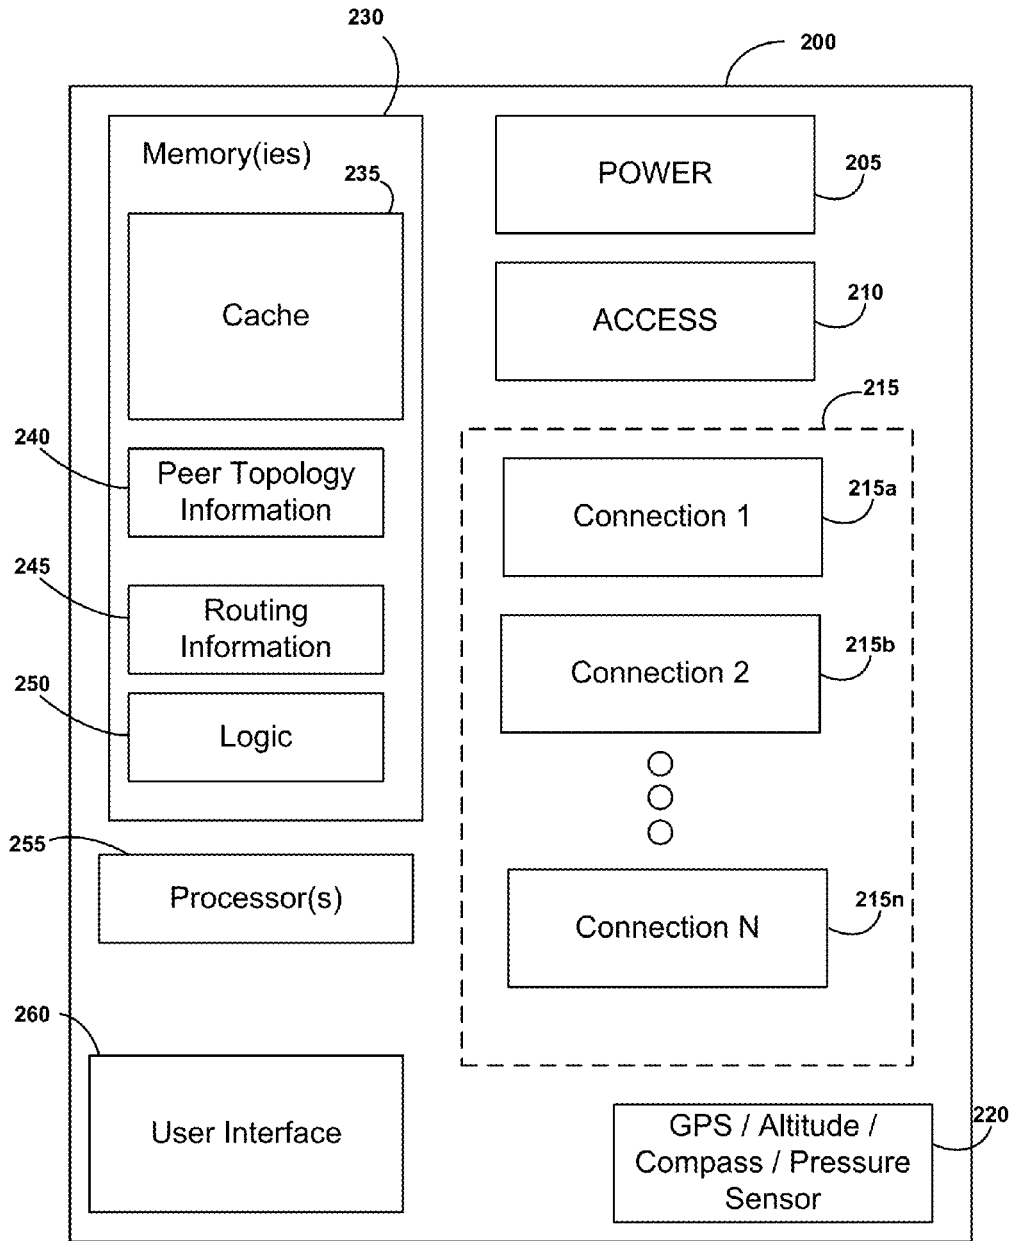 230
200
Memory(ies)
235
Cache
240
Peer Topology
Information
245
Routing
Information
250
Logic
255
Processor(s)
260
User Interface
POWER
205
ACCESS
210
215
Connection 1
215a
Connection 2
215b
Connection N
215n
GPS / Altitude /
Compass / Pressure
Sensor
220